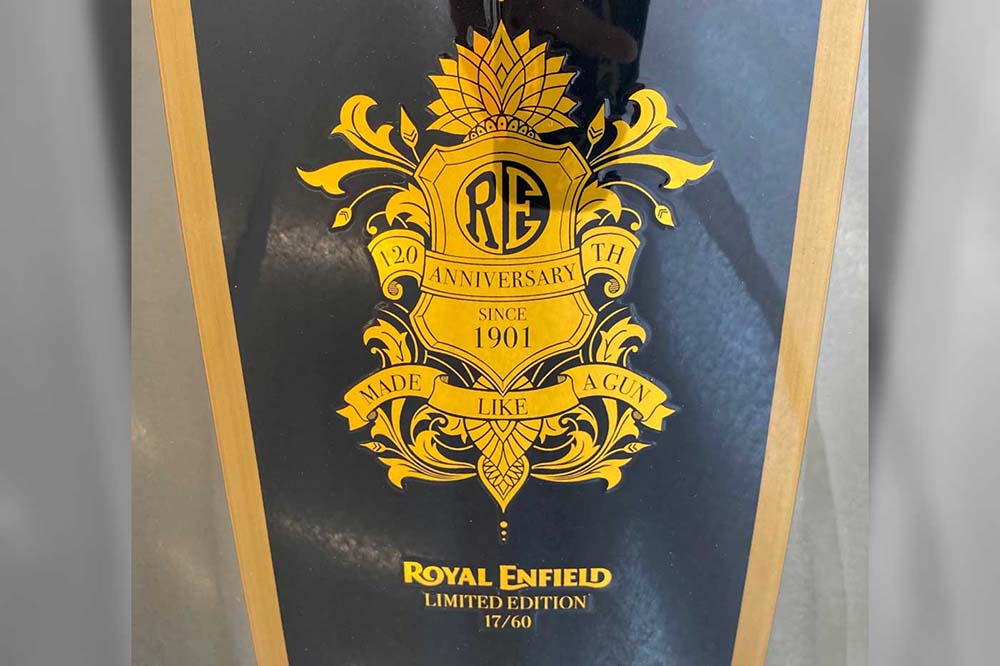 RE
120 TH
ANNIVERSARY
SINCE
1901
MADE LIKE A GUN
ROYAL ENFIELD
LIMITED EDITION
17/60